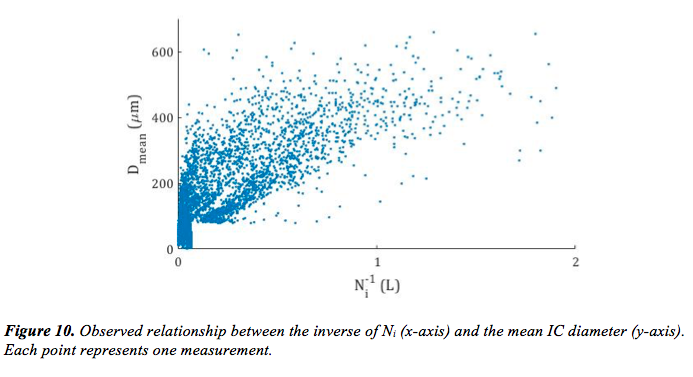 600
400
200
0
D mean (μm)
0
1
2
N_i^-1 (L)
Figure 10. Observed relationship between the inverse of Ni (x-axis) and the mean IC diameter (y-axis).
Each point represents one measurement.